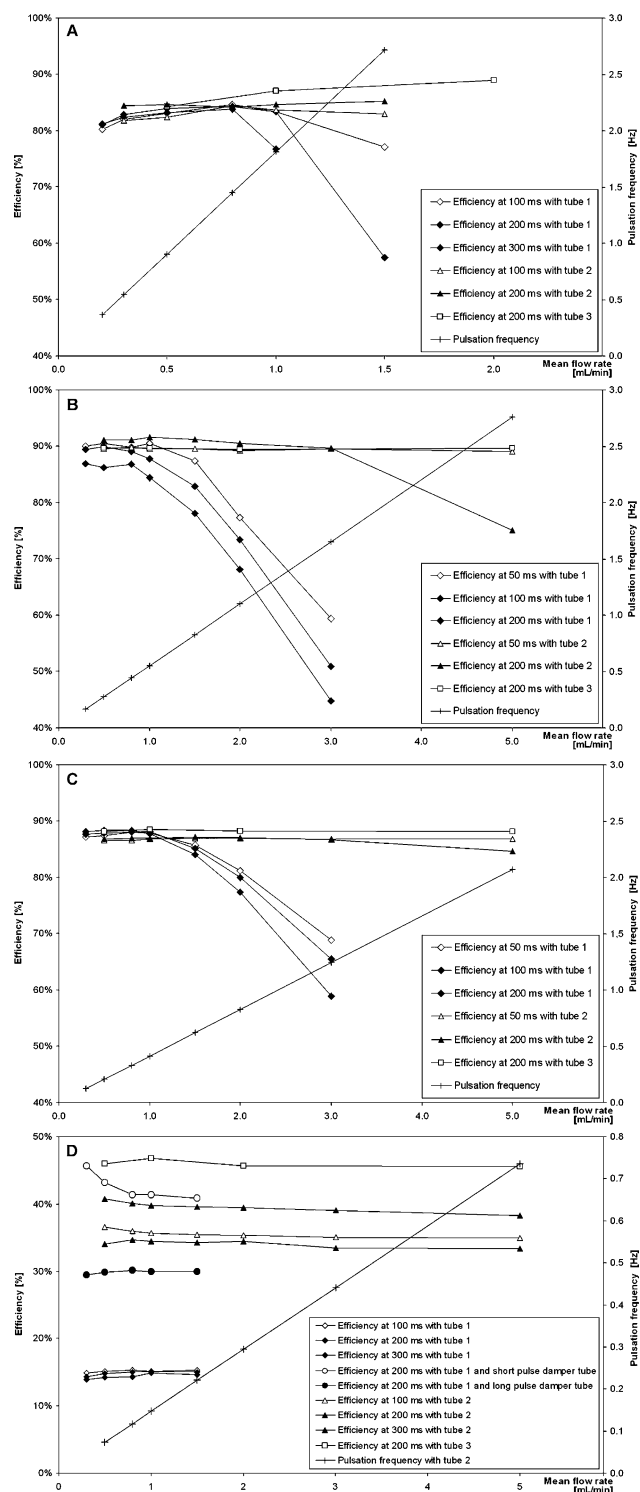 A
100%
90%
80%
70%
60%
50%
40%
Efficiency [%]
3.0
2.5
2.0
1.5
1.0
0.5
0.0
Pulsation frequency [Hz]
0.0 0.5 1.0 1.5 2.0
Mean flow rate
[mL/min]
Efficiency at 100 ms with tube 1
Efficiency at 200 ms with tube 1
Efficiency at 300 ms with tube 1
Efficiency at 100 ms with tube 2
Efficiency at 200 ms with tube 2
Efficiency at 200 ms with tube 3
Pulsation frequency
B
100%
90%
80%
70%
60%
50%
40%
Efficiency [%]
3.0
2.5
2.0
1.5
1.0
0.5
0.0
Pulsation frequency [Hz]
0.0 1.0 2.0 3.0 4.0 5.0
Mean flow rate
[mL/min]
Efficiency at 50 ms with tube 1
Efficiency at 100 ms with tube 1
Efficiency at 200 ms with tube 1
Efficiency at 50 ms with tube 2
Efficiency at 200 ms with tube 2
Efficiency at 200 ms with tube 3
Pulsation frequency
C
100%
90%
80%
70%
60%
50%
40%
Efficiency [%]
3.0
2.5
2.0
1.5
1.0
0.5
0.0
Pulsation frequency [Hz]
0.0 1.0 2.0 3.0 4.0 5.0
Mean flow rate
[mL/min]
Efficiency at 50 ms with tube 1
Efficiency at 100 ms with tube 1
Efficiency at 200 ms with tube 1
Efficiency at 50 ms with tube 2
Efficiency at 200 ms with tube 2
Efficiency at 200 ms with tube 3
Pulsation frequency
D
50%
40%
30%
20%
10%
0%
Efficiency [%]
0.8
0.7
0.6
0.5
0.4
0.3
0.2
0.1
0.0
Pulsation frequency [Hz]
0 1 2 3 4 5
Mean flow rate
[mL/min]
Efficiency at 100 ms with tube 1
Efficiency at 200 ms with tube 1
Efficiency at 300 ms with tube 1
Efficiency at 200 ms with tube 1 and short pulse damper tube
Efficiency at 200 ms with tube 1 and long pulse damper tube
Efficiency at 100 ms with tube 2
Efficiency at 200 ms with tube 2
Efficiency at 300 ms with tube 2
Efficiency at 200 ms with tube 3
Pulsation frequency with tube 2